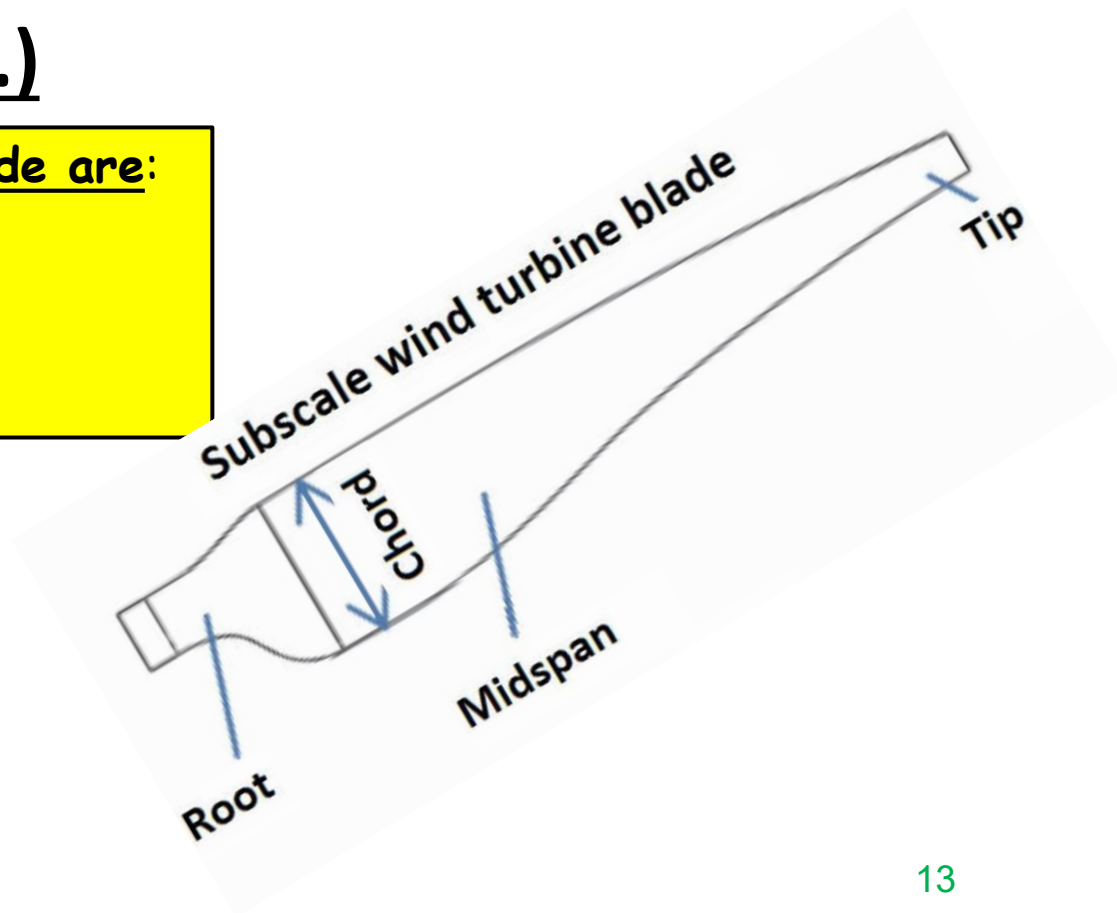 .)
de are:
Subscale wind turbine blade
Tip
Chord
Midspan
Root
13